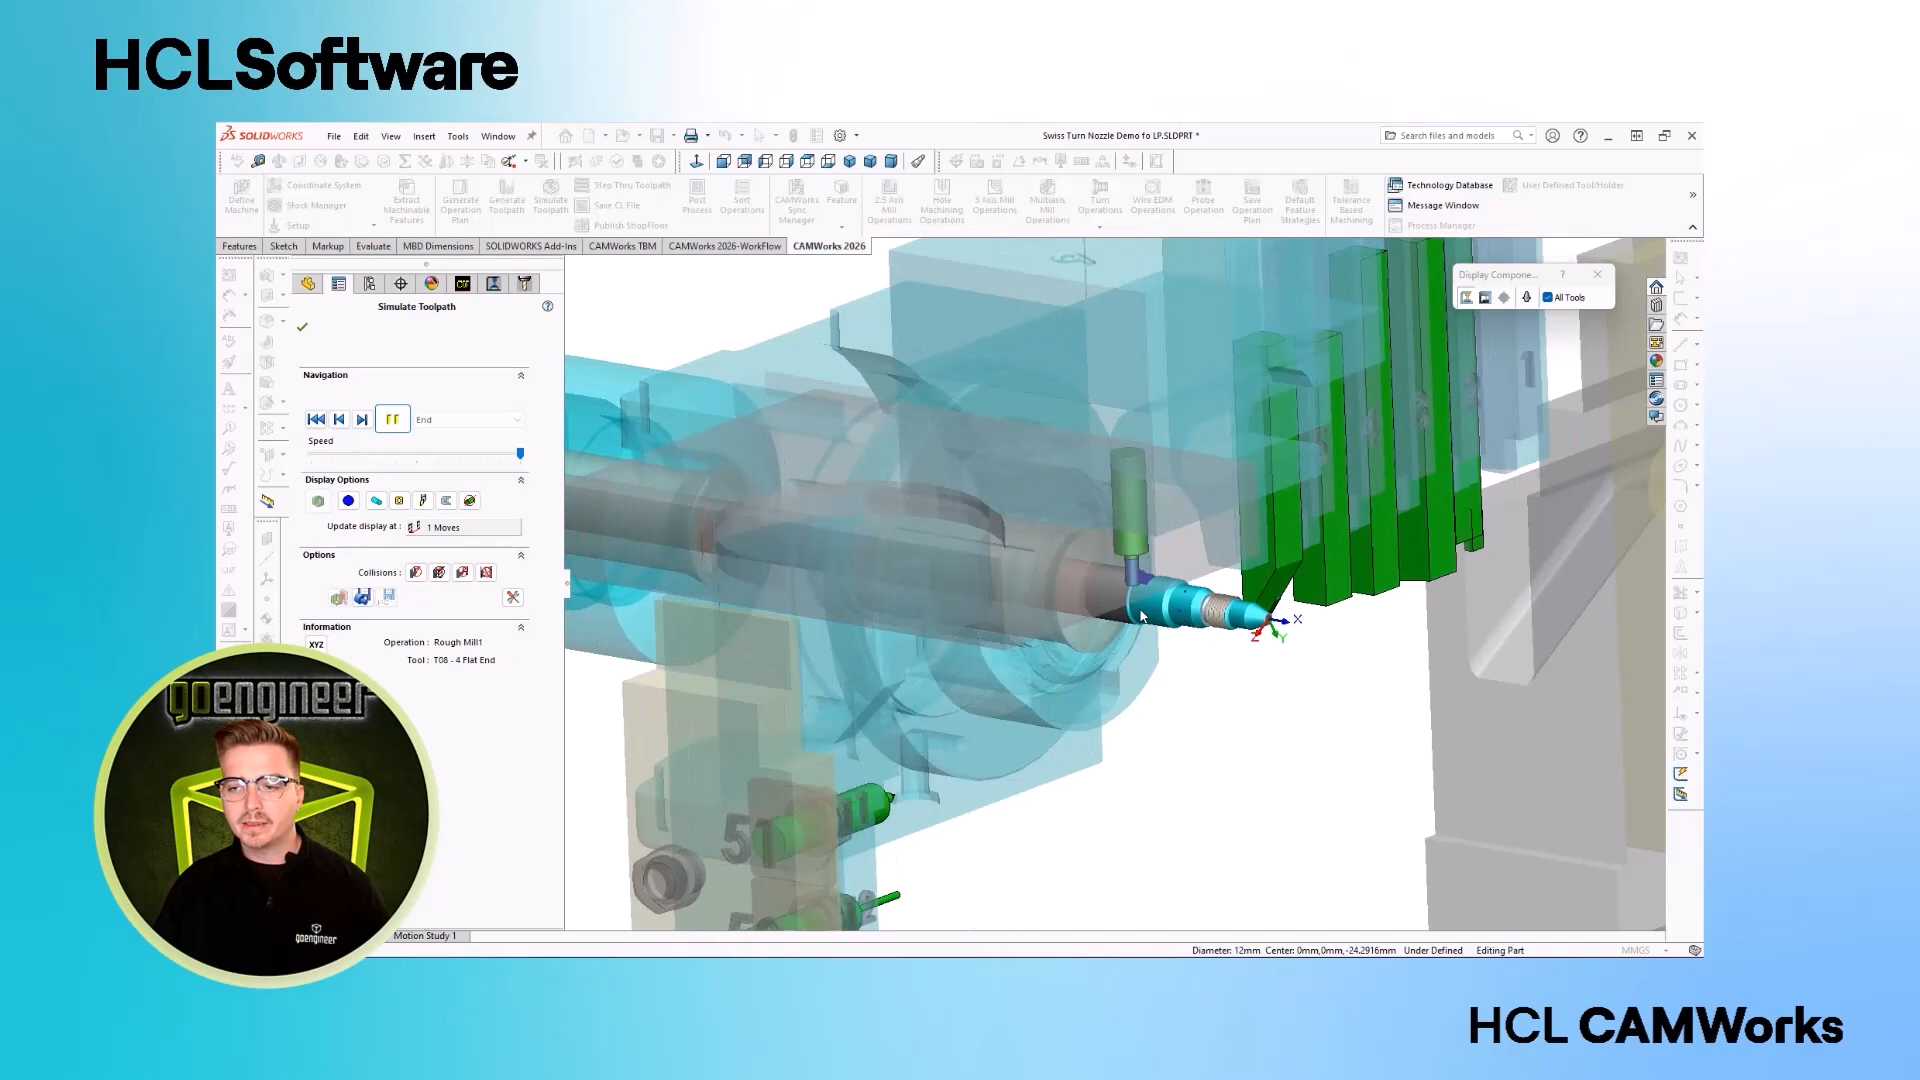 HCLSoftware
SOLIDWORKS
File Edit View Insert Tools Window
Swiss Turn Nozzle Demo fo LP.SLDPRT *
Search files and models
Define Machine
Coordinate System
Stock Manager
Setup
Extract Machinable Features
Generate Operation Plan
Generate Toolpath
Simulate Toolpath
Step Thru Toolpath
Save CL File
Publish ShopFloor
Post Process
Sort Operations
CAMWorks Sync Manager
Feature
2.5 Axis Mill Operations
Hole Machining Operations
5 Axis Mill Operations
Multiaxis Mill Operations
Turn Operations
Wire EDM Operations
Probe Operation
Save Operation Plan
Default Feature Strategies
Tolerance Based Machining
Technology Database
User Defined Tool/Holder
Message Window
Process Manager
Features Sketch Markup Evaluate MBD Dimensions SOLIDWORKS Add-Ins CAMWorks TBM CAMWorks 2026-WorkFlow CAMWorks 2026
Simulate Toolpath
Navigation
End
Speed
Display Options
Update display at : 1 Moves
Options
Collisions :
Information
XYZ
Operation : Rough Mill1
Tool : T08 - 4 Flat End
Display Compone...
All Tools
X
Y
Z
goengineer
goengineer
Motion Study 1
Diameter: 12mm Center: 0mm,0mm,-24.2916mm Under Defined Editing Part
MMGS
HCL CAMWorks